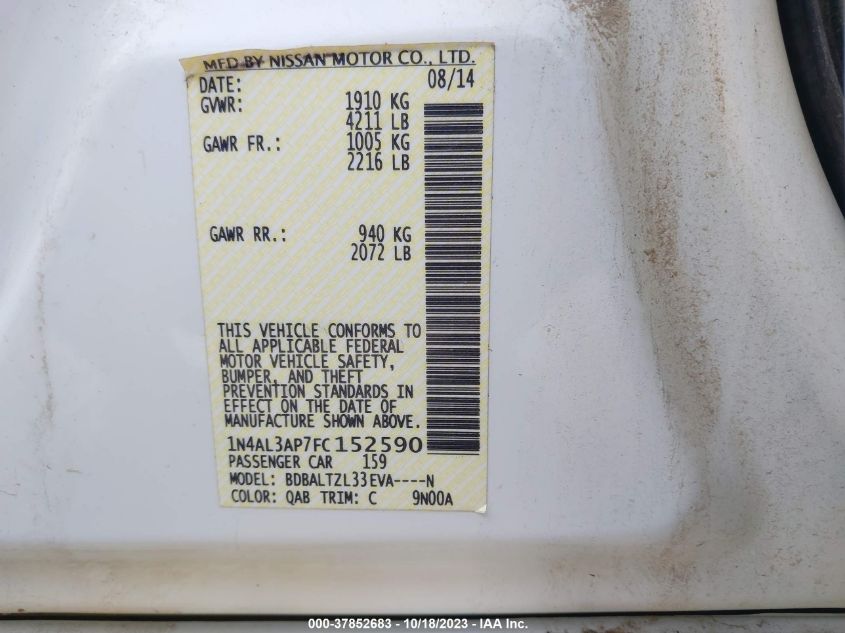 MFD BY NISSAN MOTOR CO., LTD.
DATE: 08/14
GVWR: 1910 KG
4211 LB
GAWR FR.: 1005 KG
2216 LB
GAWR RR.: 940 KG
2072 LB
THIS VEHICLE CONFORMS TO
ALL APPLICABLE FEDERAL
MOTOR VEHICLE SAFETY,
BUMPER, AND THEFT
PREVENTION STANDARDS IN
EFFECT ON THE DATE OF
MANUFACTURE SHOWN ABOVE.
1N4AL3AP7FC152590
PASSENGER CAR 159
MODEL: BDBALTZL33EVA----N
COLOR: QAB TRIM: C 9N00A
000-37852683 - 10/18/2023 - IAA Inc.